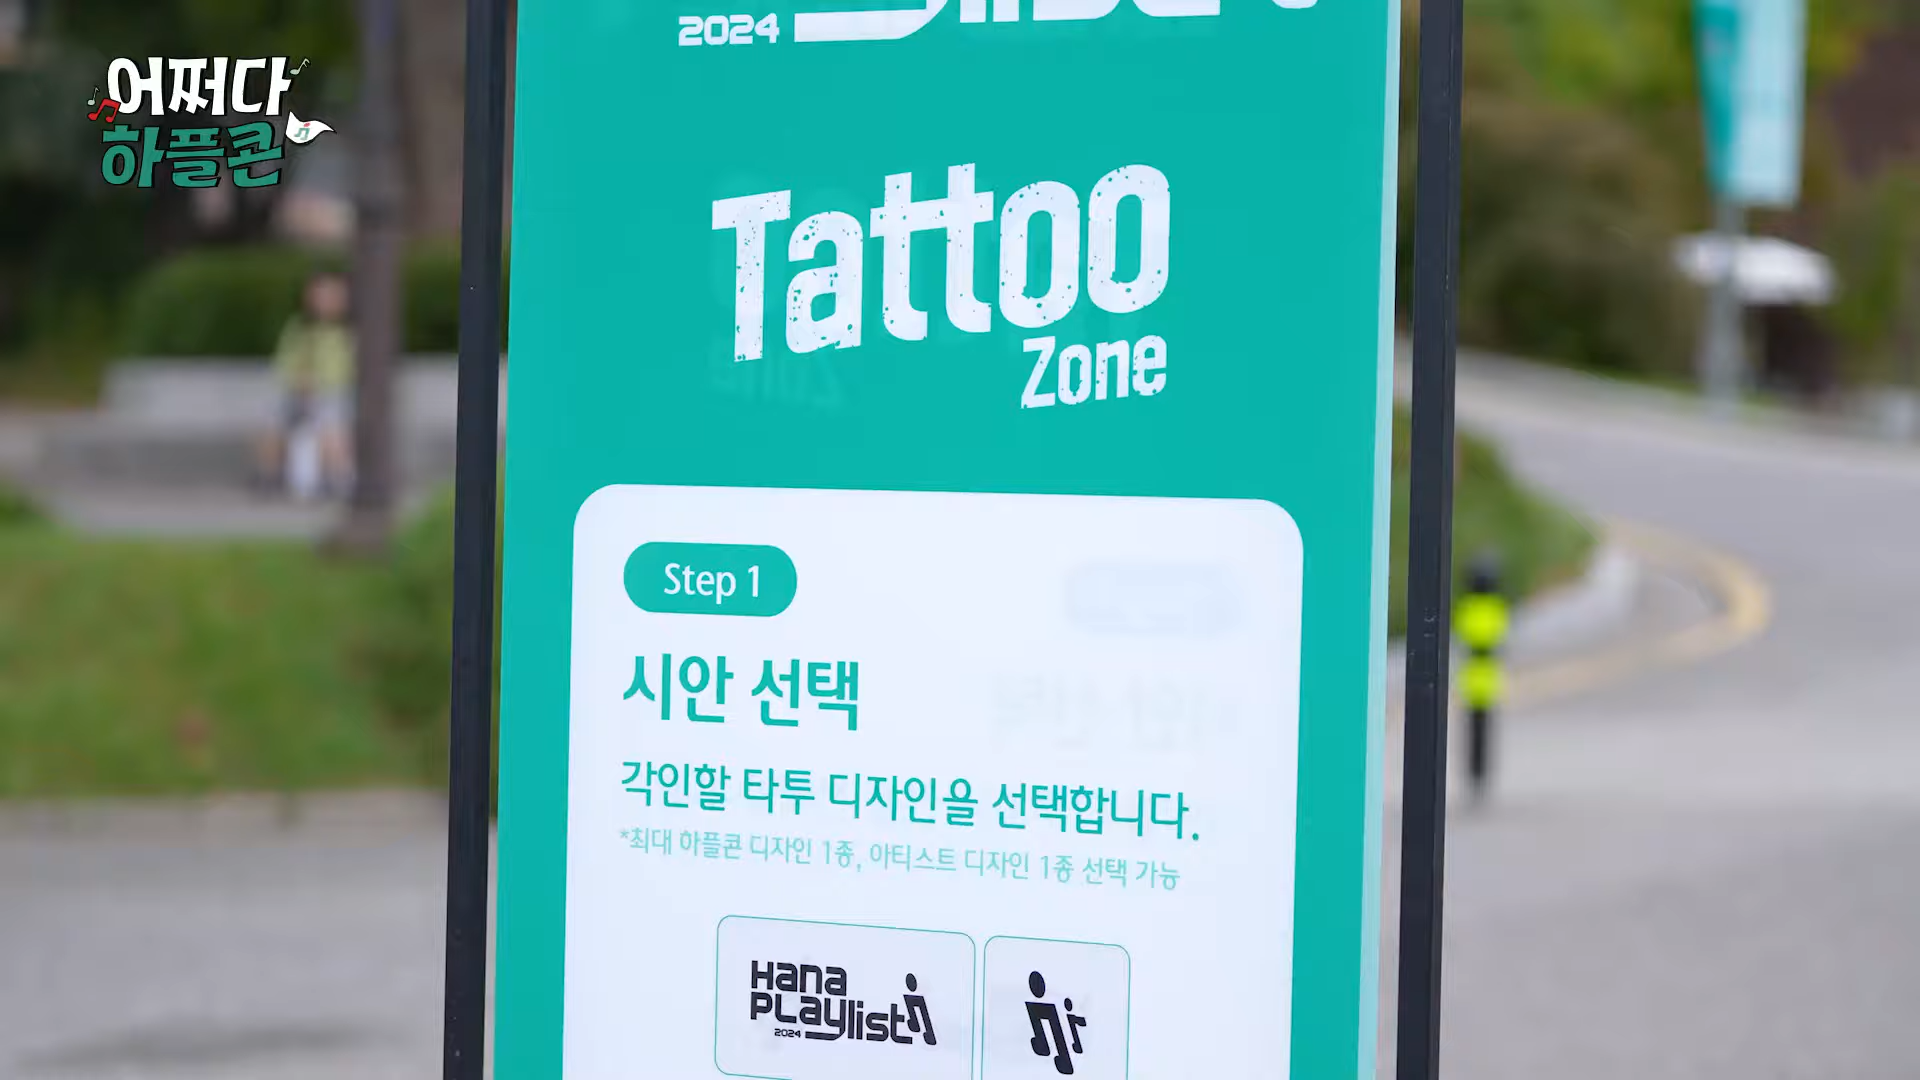 어쩌다
하플콘
2024
Tattoo
Zone
Step 1
시안 선택
각인할 타투 디자인을 선택합니다.
*최대 하플콘 디자인 1종, 아티스트 디자인 1종 선택 가능
Hana
PLaylist
2024